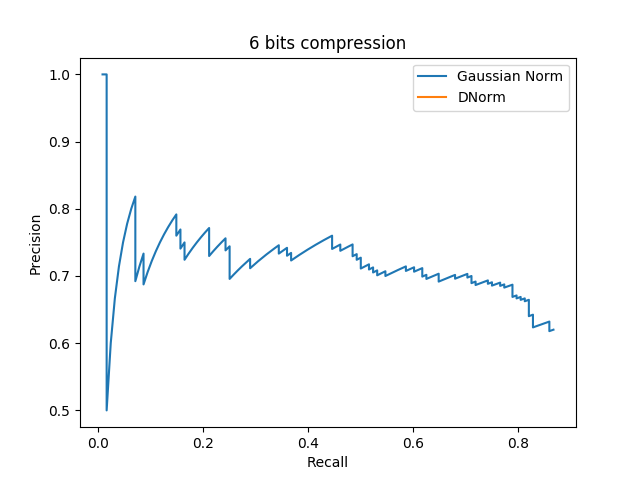 6 bits compression
Gaussian Norm
DNorm
1.0
0.9
0.8
0.7
0.6
0.5
Precision
0.0 0.2 0.4 0.6 0.8
Recall